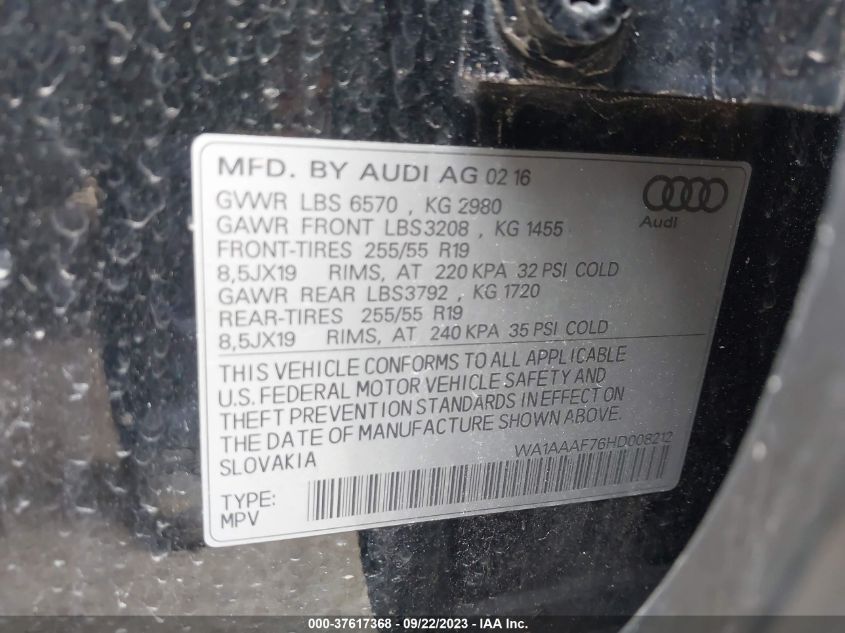 MFD. BY AUDI AG 02 16
GVWR LBS 6570 , KG 2980
GAWR FRONT LBS3208 , KG 1455
FRONT-TIRES 255/55 R19
8,5JX19 RIMS, AT 220 KPA 32 PSI COLD
GAWR REAR LBS3792 , KG 1720
REAR-TIRES 255/55 R19
8,5JX19 RIMS, AT 240 KPA 35 PSI COLD
Audi
THIS VEHICLE CONFORMS TO ALL APPLICABLE
U.S. FEDERAL MOTOR VEHICLE SAFETY AND
THEFT PREVENTION STANDARDS IN EFFECT ON
THE DATE OF MANUFACTURE SHOWN ABOVE.
SLOVAKIA
WA1AAAF76HD008212
TYPE:
MPV
000-37617368 - 09/22/2023 - © IAA Holdings, LLC